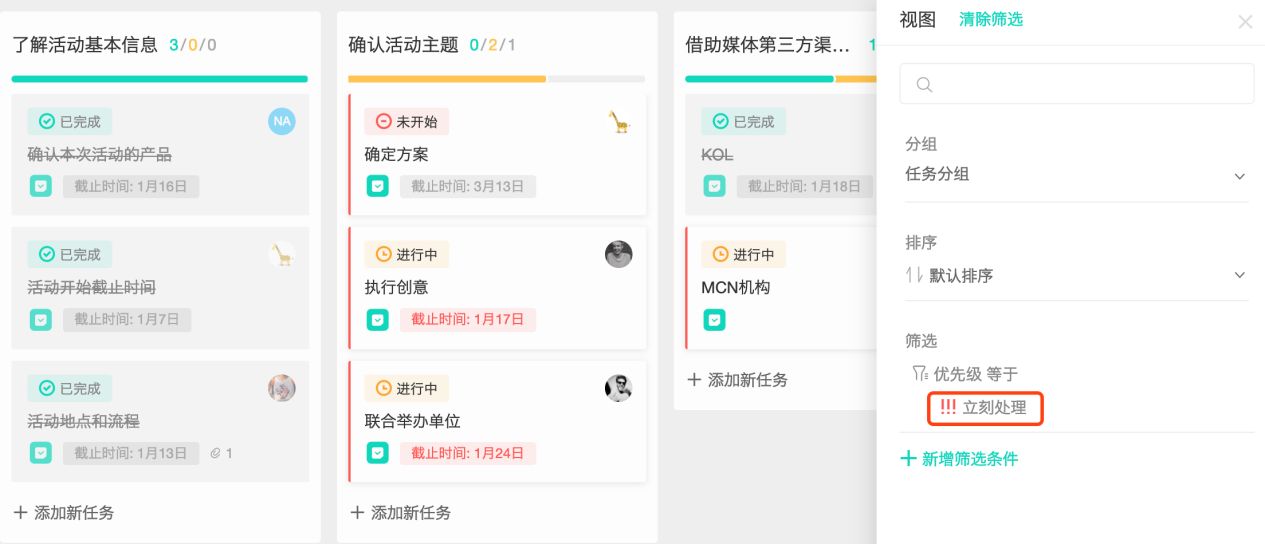 了解活动基本信息 3/0/0
已完成
NA
确认本次活动的产品
截止时间: 1月16日
已完成
活动开始截止时间
截止时间: 1月7日
已完成
活动地点和流程
截止时间: 1月13日 1
添加新任务
确认活动主题 0/2/1
未开始
确定方案
截止时间: 3月13日
进行中
执行创意
截止时间: 1月17日
进行中
联合举办单位
截止时间: 1月24日
添加新任务
借助媒体第三方渠... 1
已完成
KOL
截止时间: 1月18日
进行中
MCN机构
添加新任务
视图 清除筛选
分组
任务分组
排序
默认排序
筛选
优先级 等于
!!! 立刻处理
新增筛选条件